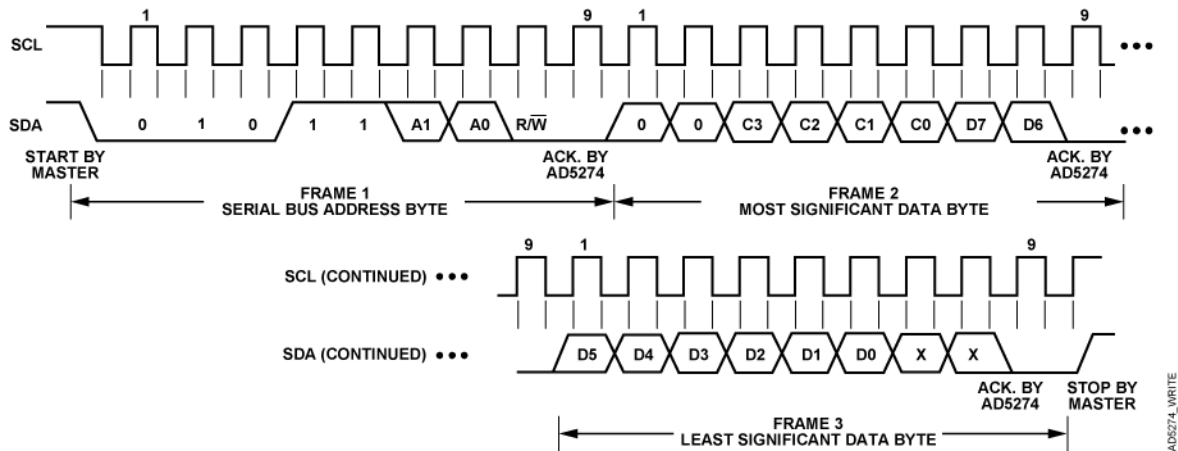 1 9 1 9
SCL
SDA 0 1 0 1 1 A1 A0 R/W̅ 0 0 C3 C2 C1 C0 D7 D6
START BY MASTER
ACK. BY AD5274
ACK. BY AD5274
FRAME 1
SERIAL BUS ADDRESS BYTE
FRAME 2
MOST SIGNIFICANT DATA BYTE
9 1 9
SCL (CONTINUED)
SDA (CONTINUED) D5 D4 D3 D2 D1 D0 X X
ACK. BY AD5274
STOP BY MASTER
FRAME 3
LEAST SIGNIFICANT DATA BYTE
AD5274_WRITE